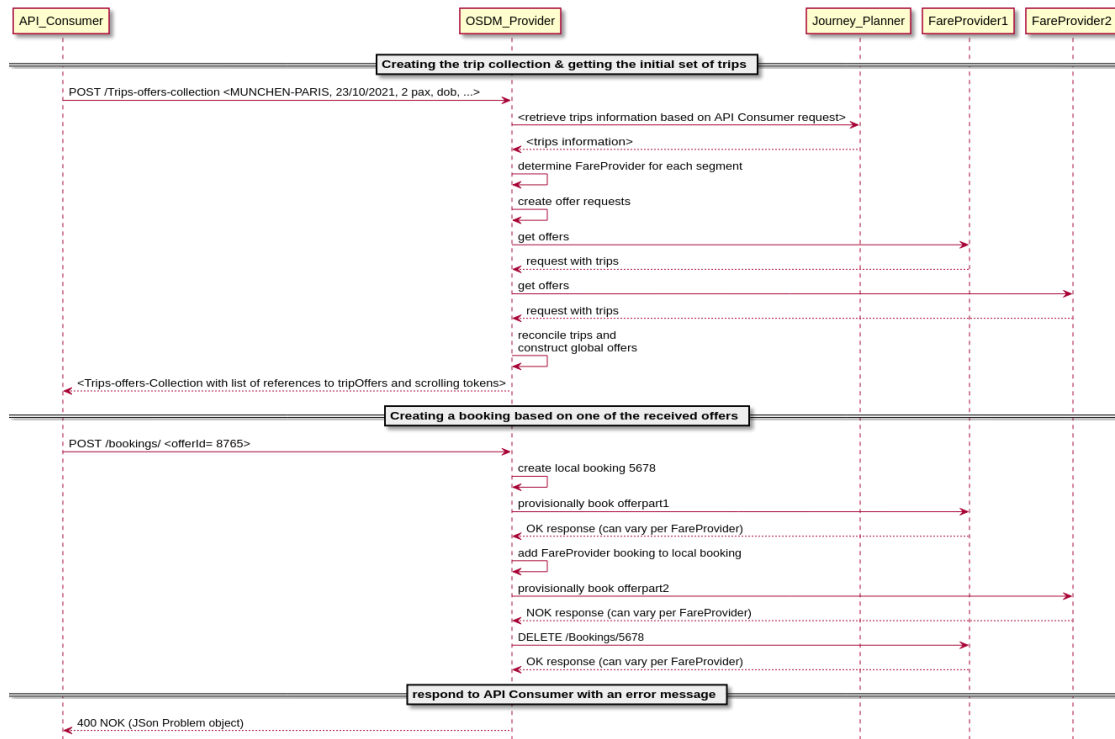 API_Consumer OSDM_Provider Journey_Planner FareProvider1 FareProvider2
Creating the trip collection & getting the initial set of trips
POST /Trips-offers-collection <MUNCHEN-PARIS, 23/10/2021, 2 pax, dob, ...>
<retrieve trips information based on API Consumer request>
<trips information>
determine FareProvider for each segment
create offer requests
get offers
request with trips
get offers
request with trips
reconcile trips and
construct global offers
<Trips-offers-Collection with list of references to tripOffers and scrolling tokens>
Creating a booking based on one of the received offers
POST /bookings/ <offerId= 8765>
create local booking 5678
provisionally book offerpart1
OK response (can vary per FareProvider)
add FareProvider booking to local booking
provisionally book offerpart2
NOK response (can vary per FareProvider)
DELETE /Bookings/5678
OK response (can vary per FareProvider)
respond to API Consumer with an error message
400 NOK (JSon Problem object)